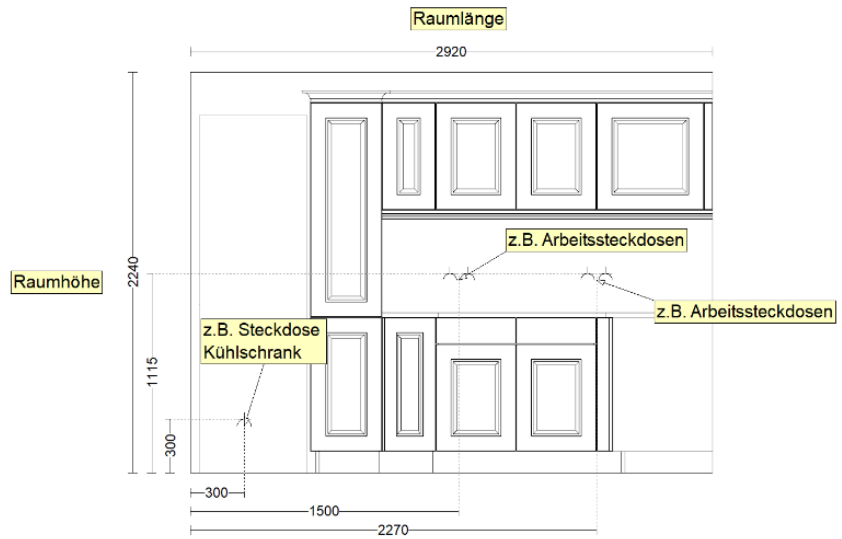 Raumlänge
2920
z.B. Arbeitssteckdosen
Raumhöhe
2240
z.B. Arbeitssteckdosen
z.B. Steckdose
Kühlschrank
1115
300
300
1500
2270